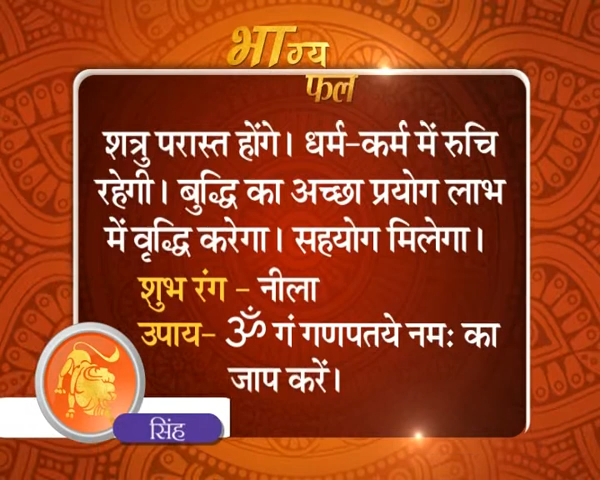 भाग्य
फल
शत्रु परास्त होंगे। धर्म-कर्म में रुचि
रहेगी। बुद्धि का अच्छा प्रयोग लाभ
में वृद्धि करेगा। सहयोग मिलेगा।
शुभ रंग - नीला
उपाय- ॐ गं गणपतये नमः का
जाप करें।
सिंह